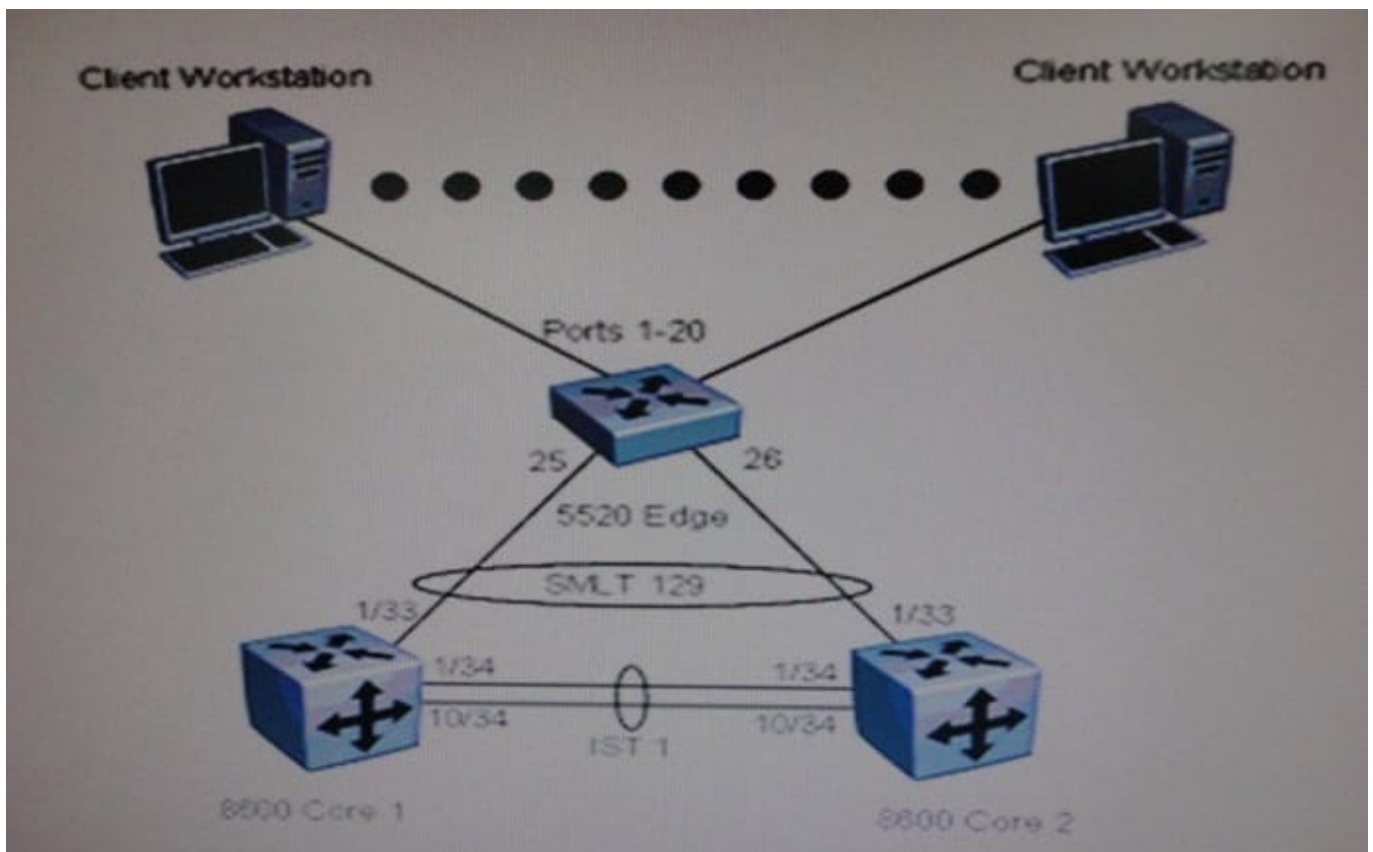 Client Workstation
Client Workstation
Ports 1-20
25
26
5520 Edge
SMLT 129
1/33
1/33
1/34
1/34
10/34
10/34
IST 1
8600 Core 1
8600 Core 2